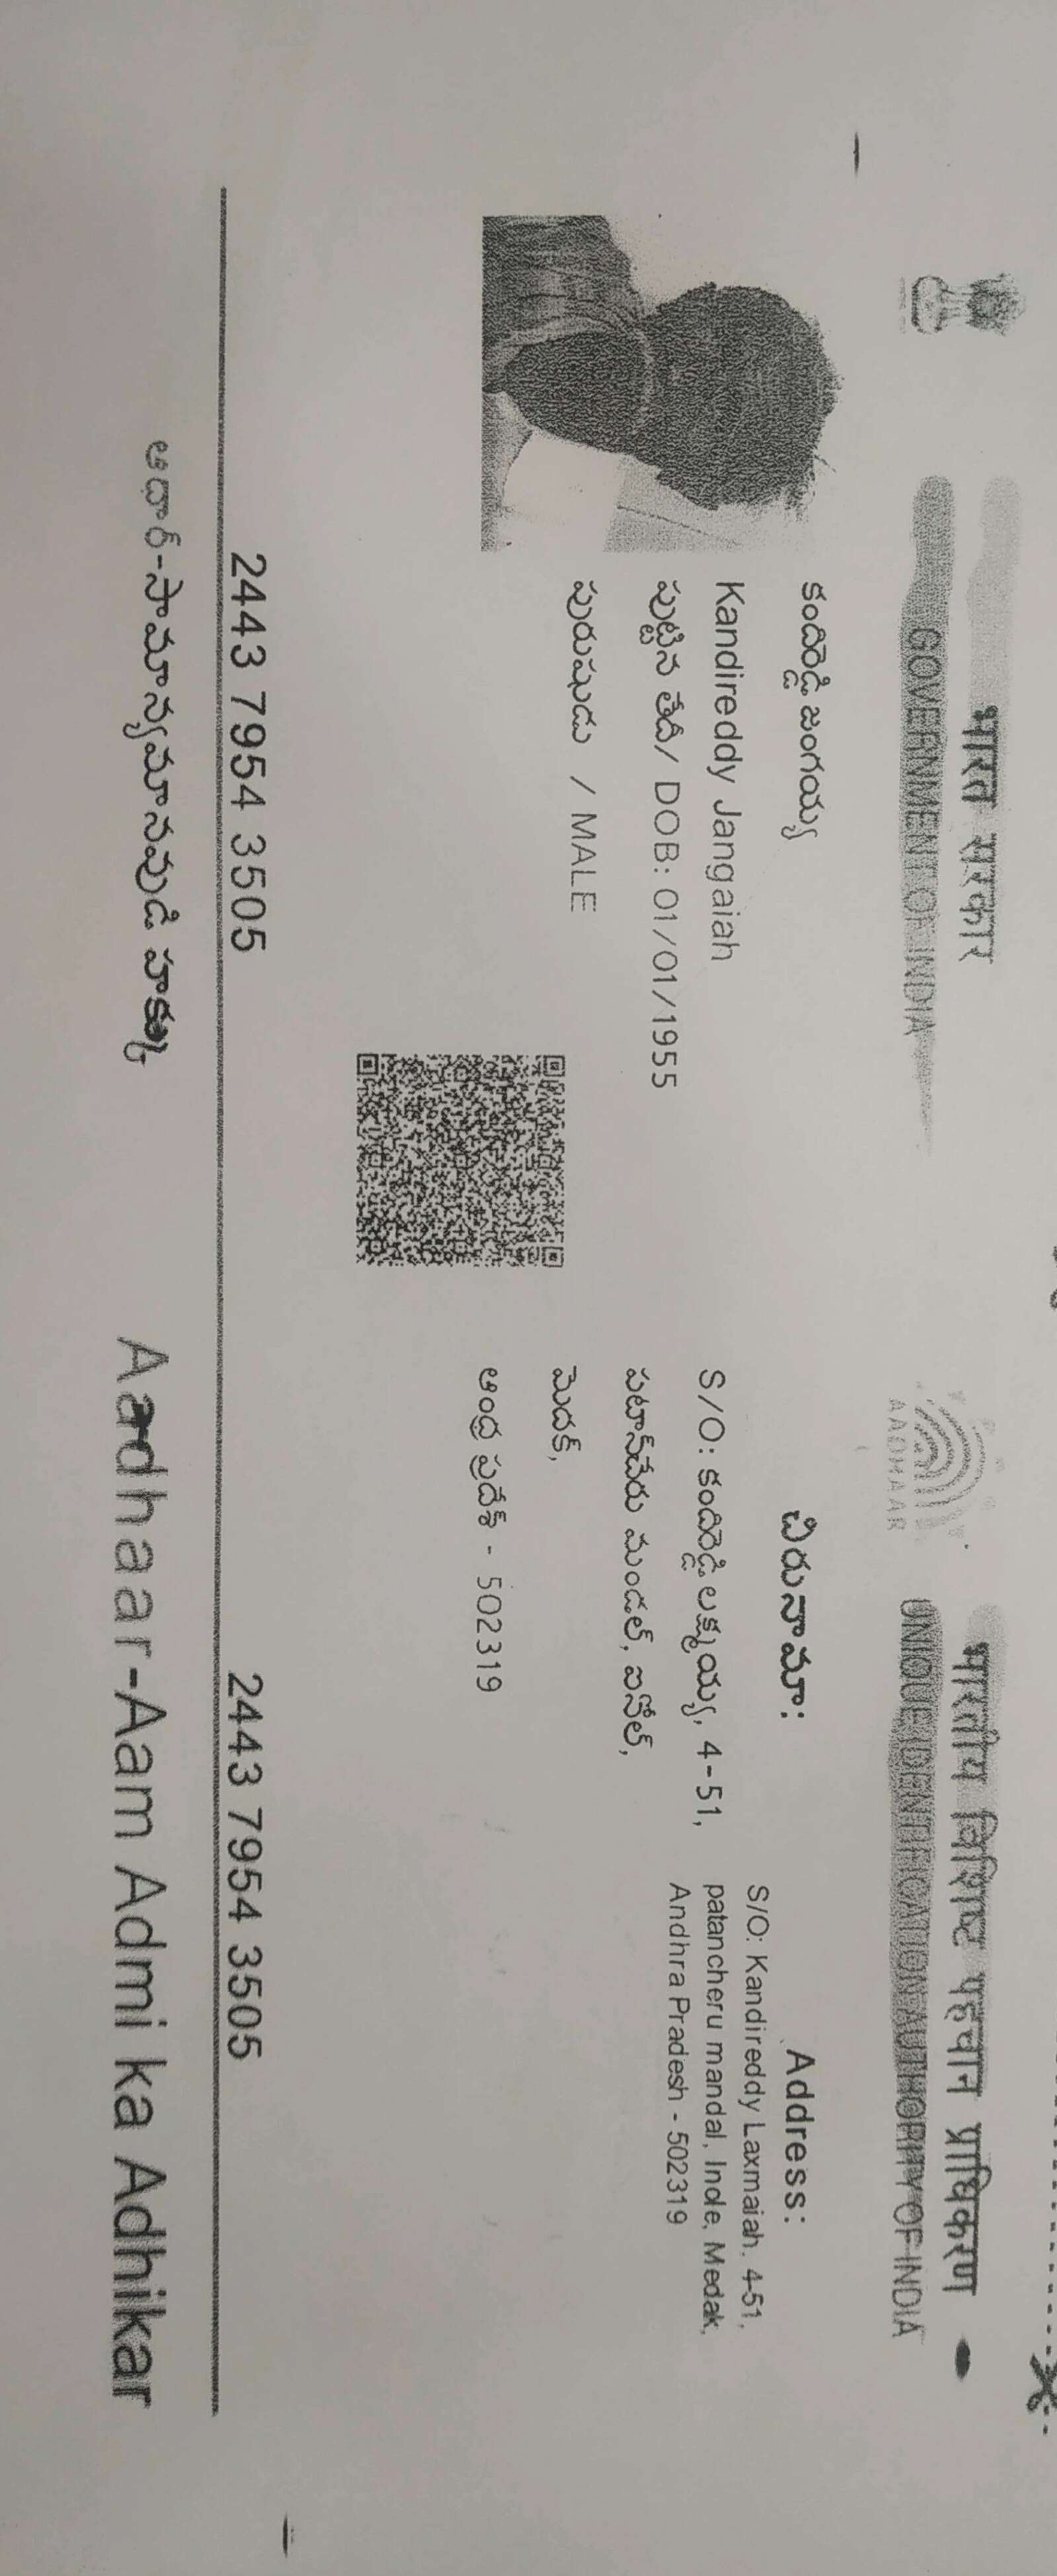 भारत सरकार
GOVERNMENT OF INDIA
కందిరెడ్డి జంగయ్య
Kandireddy Jangaiah
పుట్టిన తేదీ/ DOB: 01/01/1955
పురుషుడు / MALE
2443 7954 3505
ఆధార్-సామాన్యమానవుడి హక్కు
भारतीय विशिष्ट पहचान प्राधिकरण
UNIQUE IDENTIFICATION AUTHORITY OF INDIA
AADHAAR
చిరునామా:
S/O: కందిరెడ్డి లక్ష్మయ్య, 4-51,
పటాన్‌చెరు మండల్, ఐనోల్,
మెదక్,
ఆంధ్ర ప్రదేశ్ - 502319
Address:
S/O: Kandireddy Laxmaiah, 4-51,
patancheru mandal, Inole, Medak,
Andhra Pradesh - 502319
2443 7954 3505
Aadhaar-Aam Admi ka Adhikar